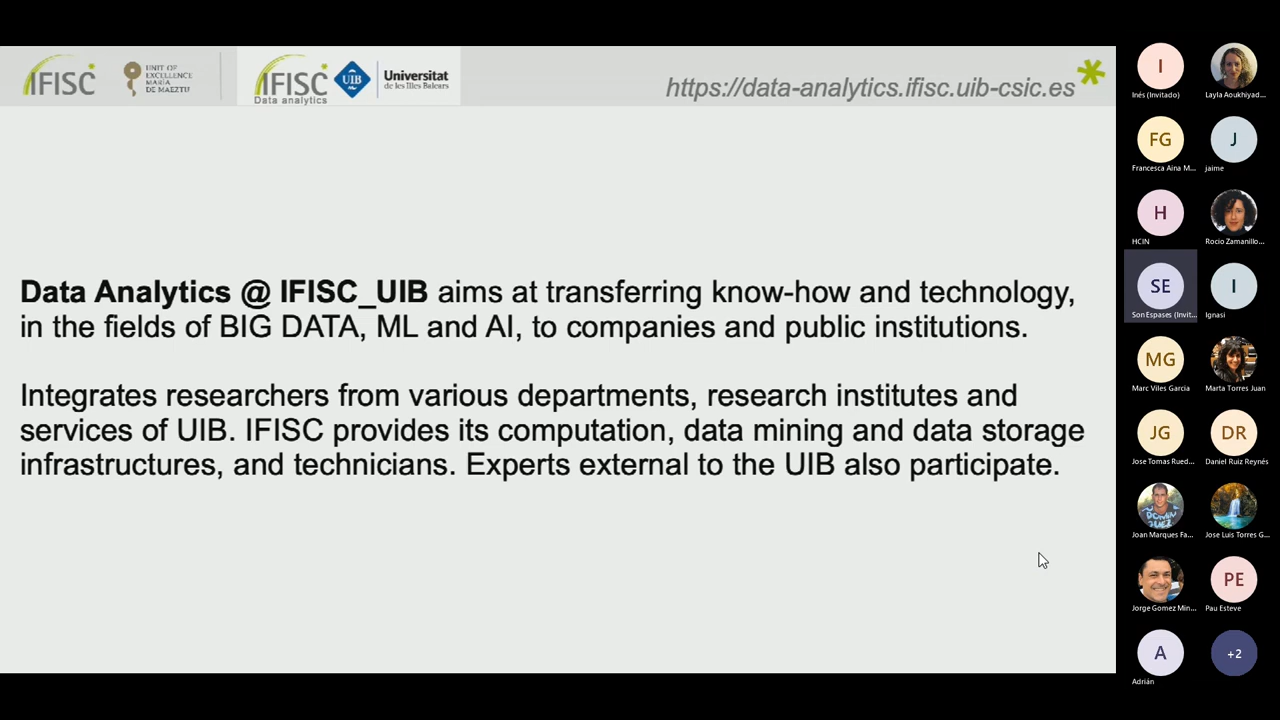 IFISC
UNIT OF
EXCELLENCE
MARÍA
DE MAEZTU
IFISC
Data analytics
UIB
Universitat
de les Illes Balears
https://data-analytics.ifisc.uib-csic.es
Data Analytics @ IFISC_UIB aims at transferring know-how and technology,
in the fields of BIG DATA, ML and AI, to companies and public institutions.
Integrates researchers from various departments, research institutes and
services of UIB. IFISC provides its computation, data mining and data storage
infrastructures, and technicians. Experts external to the UIB also participate.
I
Inés (Invitado)
Layla Aoukhiyad...
FG
Francesca Aina M...
J
jaime
H
HCIN
Rocio Zamanillo...
SE
Son Espases (Invit...
I
Ignasi
MG
Marc Viles Garcia
Marta Torres Juan
JG
Jose Tomas Rued...
DR
Daniel Ruiz Reynés
Joan Marques Fa...
Jose Luis Torres G...
Jorge Gomez Min...
PE
Pau Esteve
A
Adrián
+2